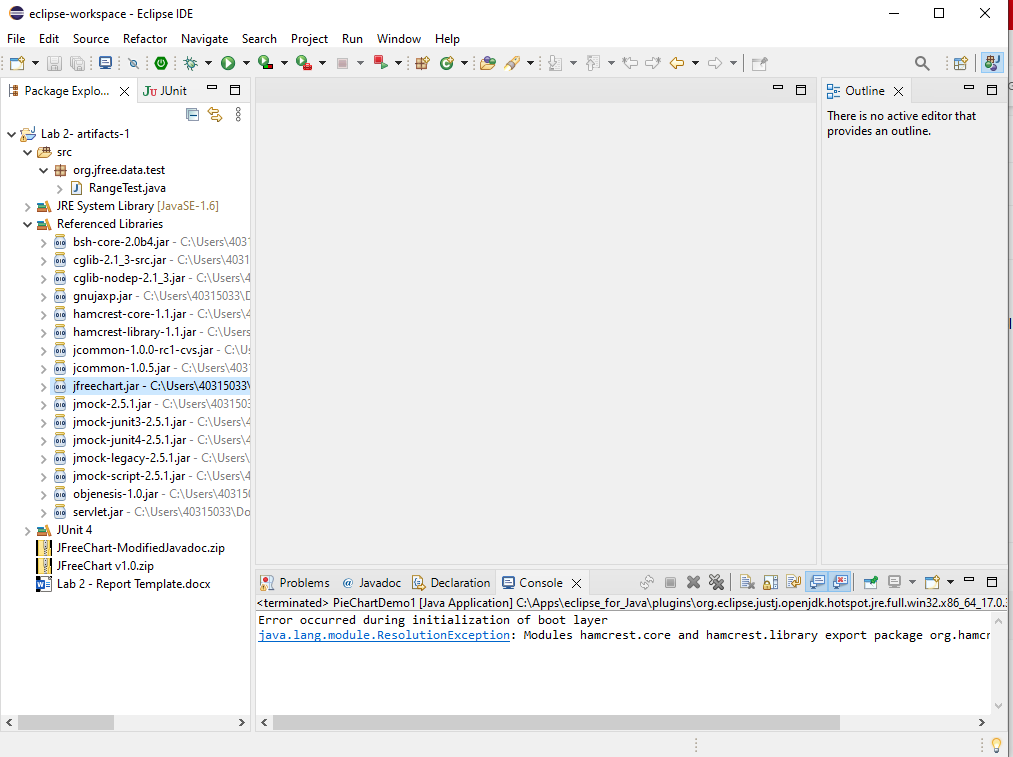 eclipse-workspace - Eclipse IDE
File Edit Source Refactor Navigate Search Project Run Window Help
Package Explo... JUnit
Outline
There is no active editor that
provides an outline.
Lab 2- artifacts-1
src
org.jfree.data.test
RangeTest.java
JRE System Library [JavaSE-1.6]
Referenced Libraries
bsh-core-2.0b4.jar - C:\Users\4031
cglib-2.1_3-src.jar - C:\Users\4031
cglib-nodep-2.1_3.jar - C:\Users\4
gnujaxp.jar - C:\Users\40315033\D
hamcrest-core-1.1.jar - C:\Users\4
hamcrest-library-1.1.jar - C:\Users
jcommon-1.0.0-rc1-cvs.jar - C:\Us
jcommon-1.0.5.jar - C:\Users\403
jfreechart.jar - C:\Users\40315033\
jmock-2.5.1.jar - C:\Users\403150
jmock-junit3-2.5.1.jar - C:\Users\4
jmock-junit4-2.5.1.jar - C:\Users\4
jmock-legacy-2.5.1.jar - C:\Users\
jmock-script-2.5.1.jar - C:\Users\4
objenesis-1.0.jar - C:\Users\40315
servlet.jar - C:\Users\40315033\Do
JUnit 4
JFreeChart-ModifiedJavadoc.zip
JFreeChart v1.0.zip
Lab 2 - Report Template.docx
Problems @ Javadoc Declaration Console
<terminated> PieChartDemo1 [Java Application] C:\Apps\eclipse_for_Java\plugins\org.eclipse.justj.openjdk.hotspot.jre.full.win32.x86_64_17.0.
Error occurred during initialization of boot layer
java.lang.module.ResolutionException: Modules hamcrest.core and hamcrest.library export package org.hamcr